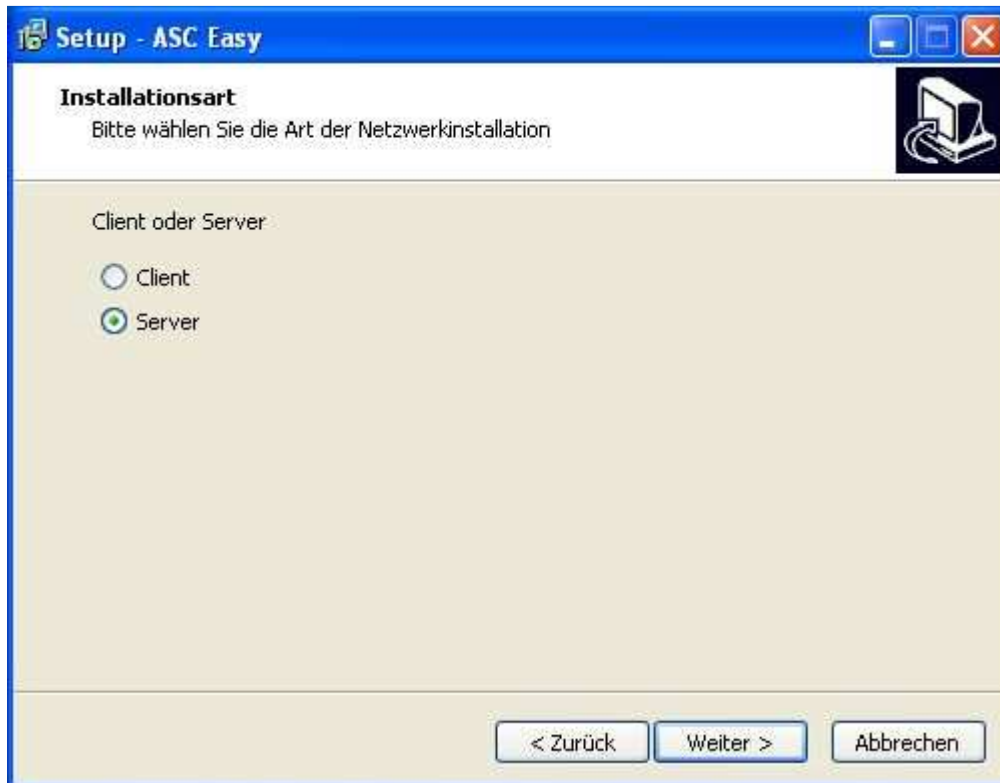 Setup - ASC Easy
Installationsart
Bitte wählen Sie die Art der Netzwerkinstallation
Client oder Server
Client
Server
< Zurück Weiter > Abbrechen